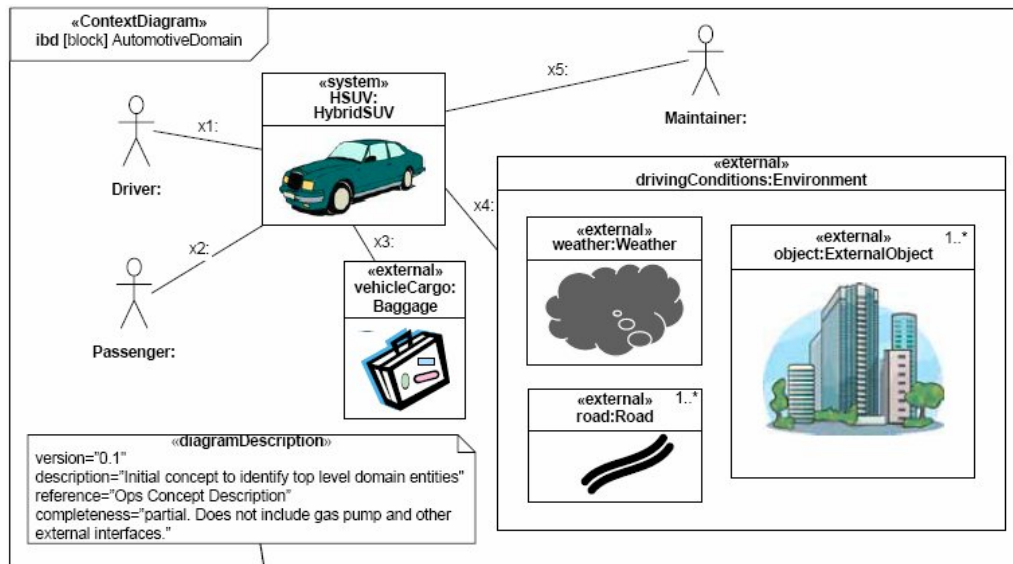 «ContextDiagram»
ibd [block] AutomotiveDomain
x5:
«system»
HSUV:
HybridSUV
Maintainer:
x1:
Driver:
«external»
drivingConditions:Environment
x4:
x2:
x3:
«external»
weather:Weather
«external» 1..*
object:ExternalObject
«external»
vehicleCargo:
Baggage
Passenger:
«external» 1..*
road:Road
«diagramDescription»
version="0.1"
description="Initial concept to identify top level domain entities"
reference="Ops Concept Description"
completeness="partial. Does not include gas pump and other
external interfaces."